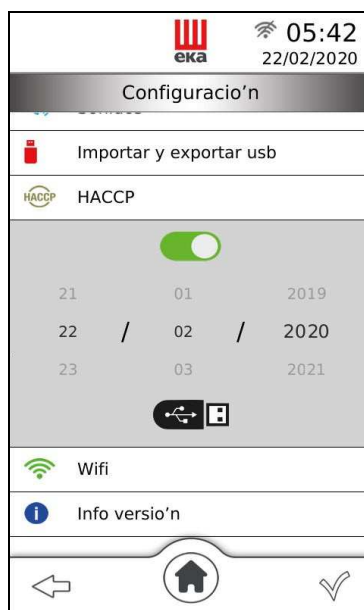 eka
05:42
22/02/2020
Configuracio'n
Importar y exportar usb
HACCP HACCP
21 01 2019
22 / 02 / 2020
23 03 2021
Wifi
i Info versio'n